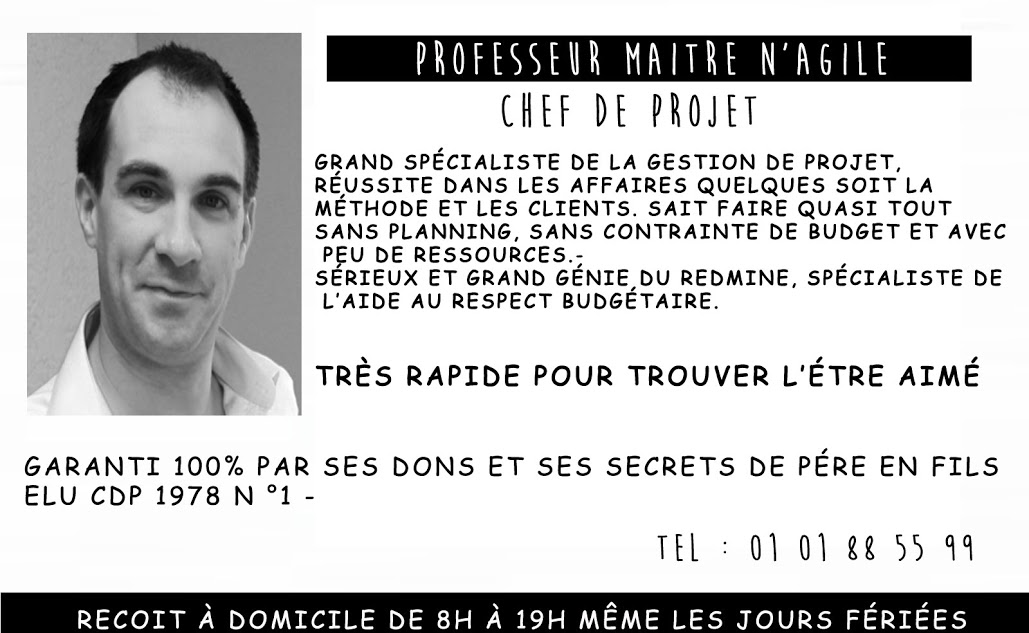 PROFESSEUR MAITRE N'AGILE
CHEF DE PROJET
GRAND SPÉCIALISTE DE LA GESTION DE PROJET,
RÉUSSITE DANS LES AFFAIRES QUELQUES SOIT LA
MÉTHODE ET LES CLIENTS. SAIT FAIRE QUASI TOUT
SANS PLANNING, SANS CONTRAINTE DE BUDGET ET AVEC
PEU DE RESSOURCES.-
SÉRIEUX ET GRAND GÉNIE DU REDMINE, SPÉCIALISTE DE
L'AIDE AU RESPECT BUDGÉTAIRE.
TRÈS RAPIDE POUR TROUVER L'ÉTRE AIMÉ
GARANTI 100% PAR SES DONS ET SES SECRETS DE PÉRE EN FILS
ELU CDP 1978 N °1 -
TEL : 01 01 88 55 99
RECOIT À DOMICILE DE 8H À 19H MÊME LES JOURS FÉRIÉES